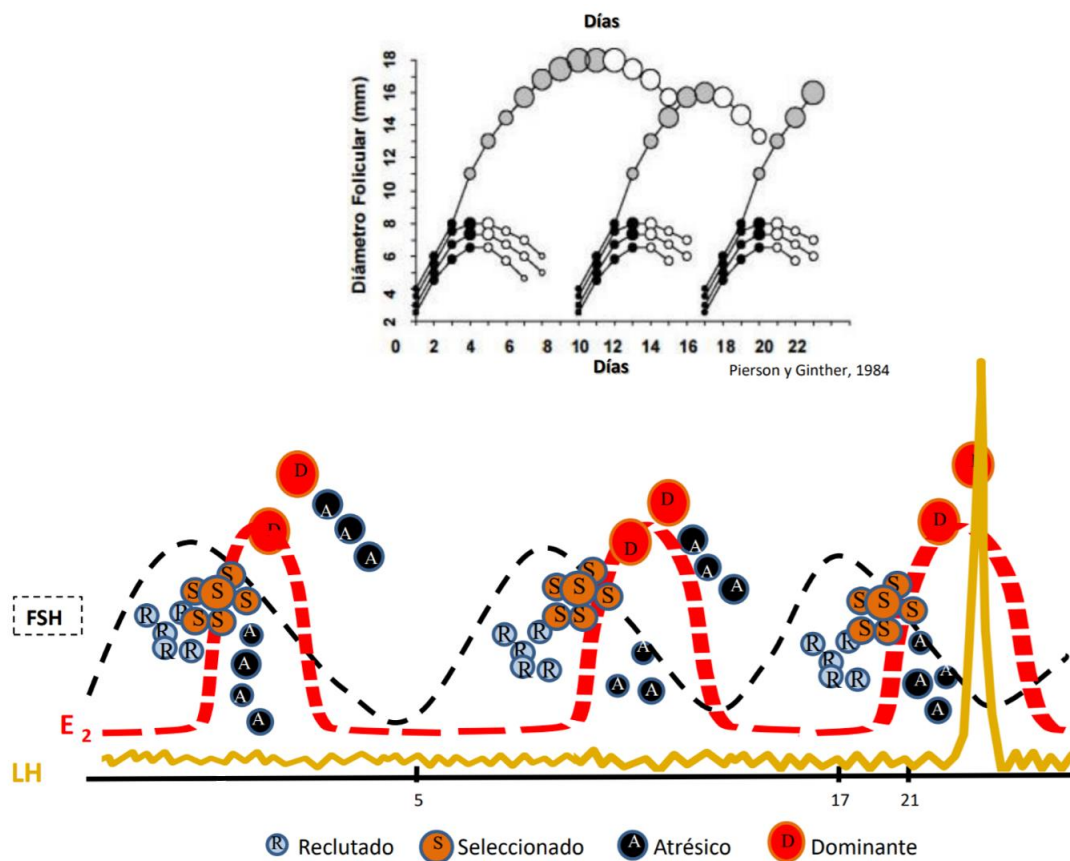 Días
Diámetro Folicular (mm)
18
16
14
12
10
8
6
4
2
0 2 4 6 8 10 12 14 16 18 20 22
Días
Pierson y Ginther, 1984
D
A
A
A
D
S
S
S
S
S
S
R
R
R
R
R
A
A
A
A
D
D
A
A
A
S
S
S
S
S
S
R
R
R
R
R
A
A
A
D
D
S
S
S
S
S
S
R
R
R
R
R
A
A
A
A
FSH
E2
LH
5 17 21
R Reclutado S Seleccionado A Atrésico D Dominante